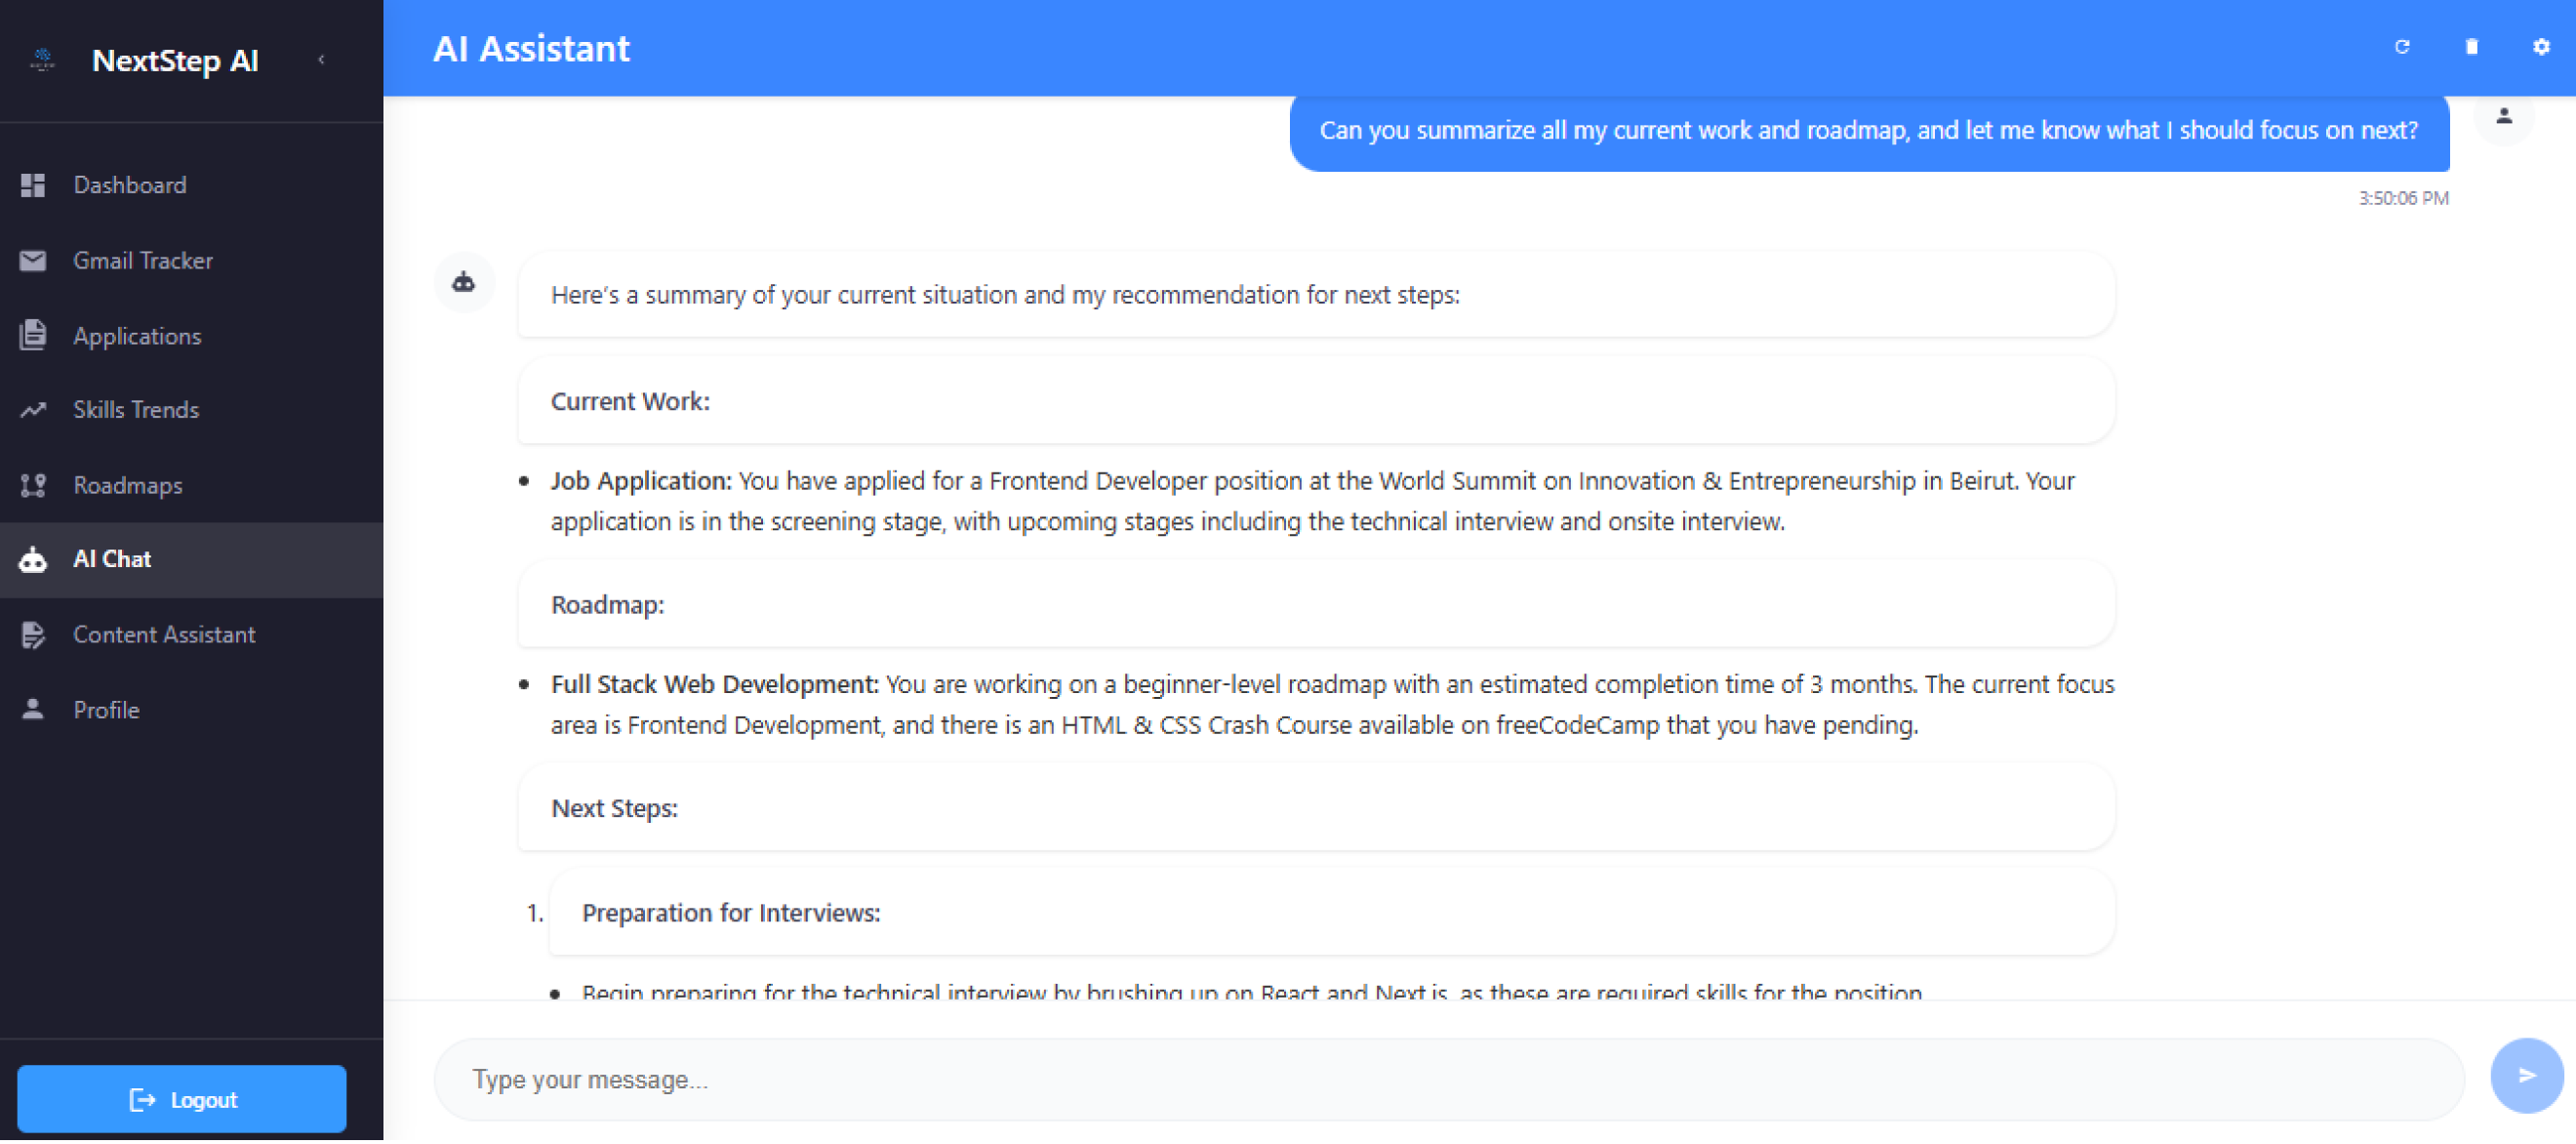 NextStep AI
Dashboard
Gmail Tracker
Applications
Skills Trends
Roadmaps
AI Chat
Content Assistant
Profile
Logout
AI Assistant
Can you summarize all my current work and roadmap, and let me know what I should focus on next?
3:50:06 PM
Here's a summary of your current situation and my recommendation for next steps:
Current Work:
• Job Application: You have applied for a Frontend Developer position at the World Summit on Innovation & Entrepreneurship in Beirut. Your
application is in the screening stage, with upcoming stages including the technical interview and onsite interview.
Roadmap:
• Full Stack Web Development: You are working on a beginner-level roadmap with an estimated completion time of 3 months. The current focus
area is Frontend Development, and there is an HTML & CSS Crash Course available on freeCodeCamp that you have pending.
Next Steps:
1. Preparation for Interviews:
• Begin preparing for the technical interview by brushing up on React and Next.js, as these are required skills for the position
Type your message...